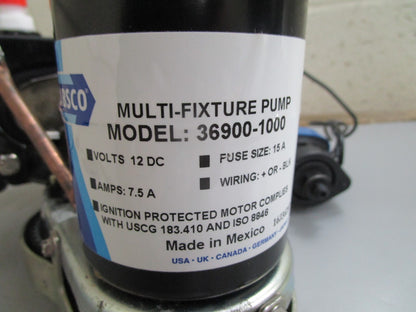 MULTI-FIXTURE PUMP
MODEL: 36900-1000
VOLTS 12 DC
FUSE SIZE: 15 A
AMPS: 7.5 A
WIRING: + OR - BLK
IGNITION PROTECTED MOTOR COMPLIES
WITH USCG 183.410 AND ISO 8846
Made in Mexico
USA · UK · CANADA · GERMANY